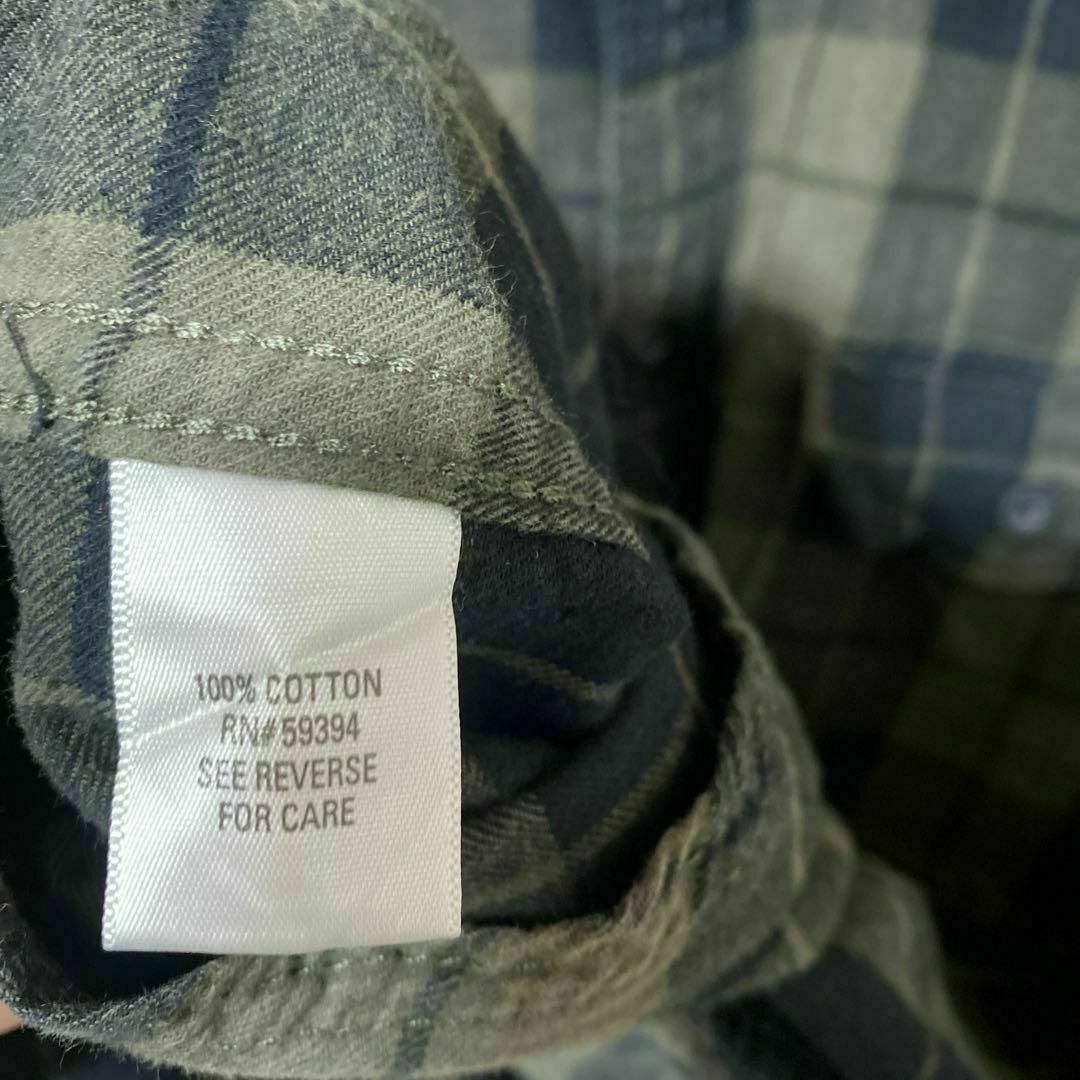 100% COTTON
RN#59394
SEE REVERSE
FOR CARE